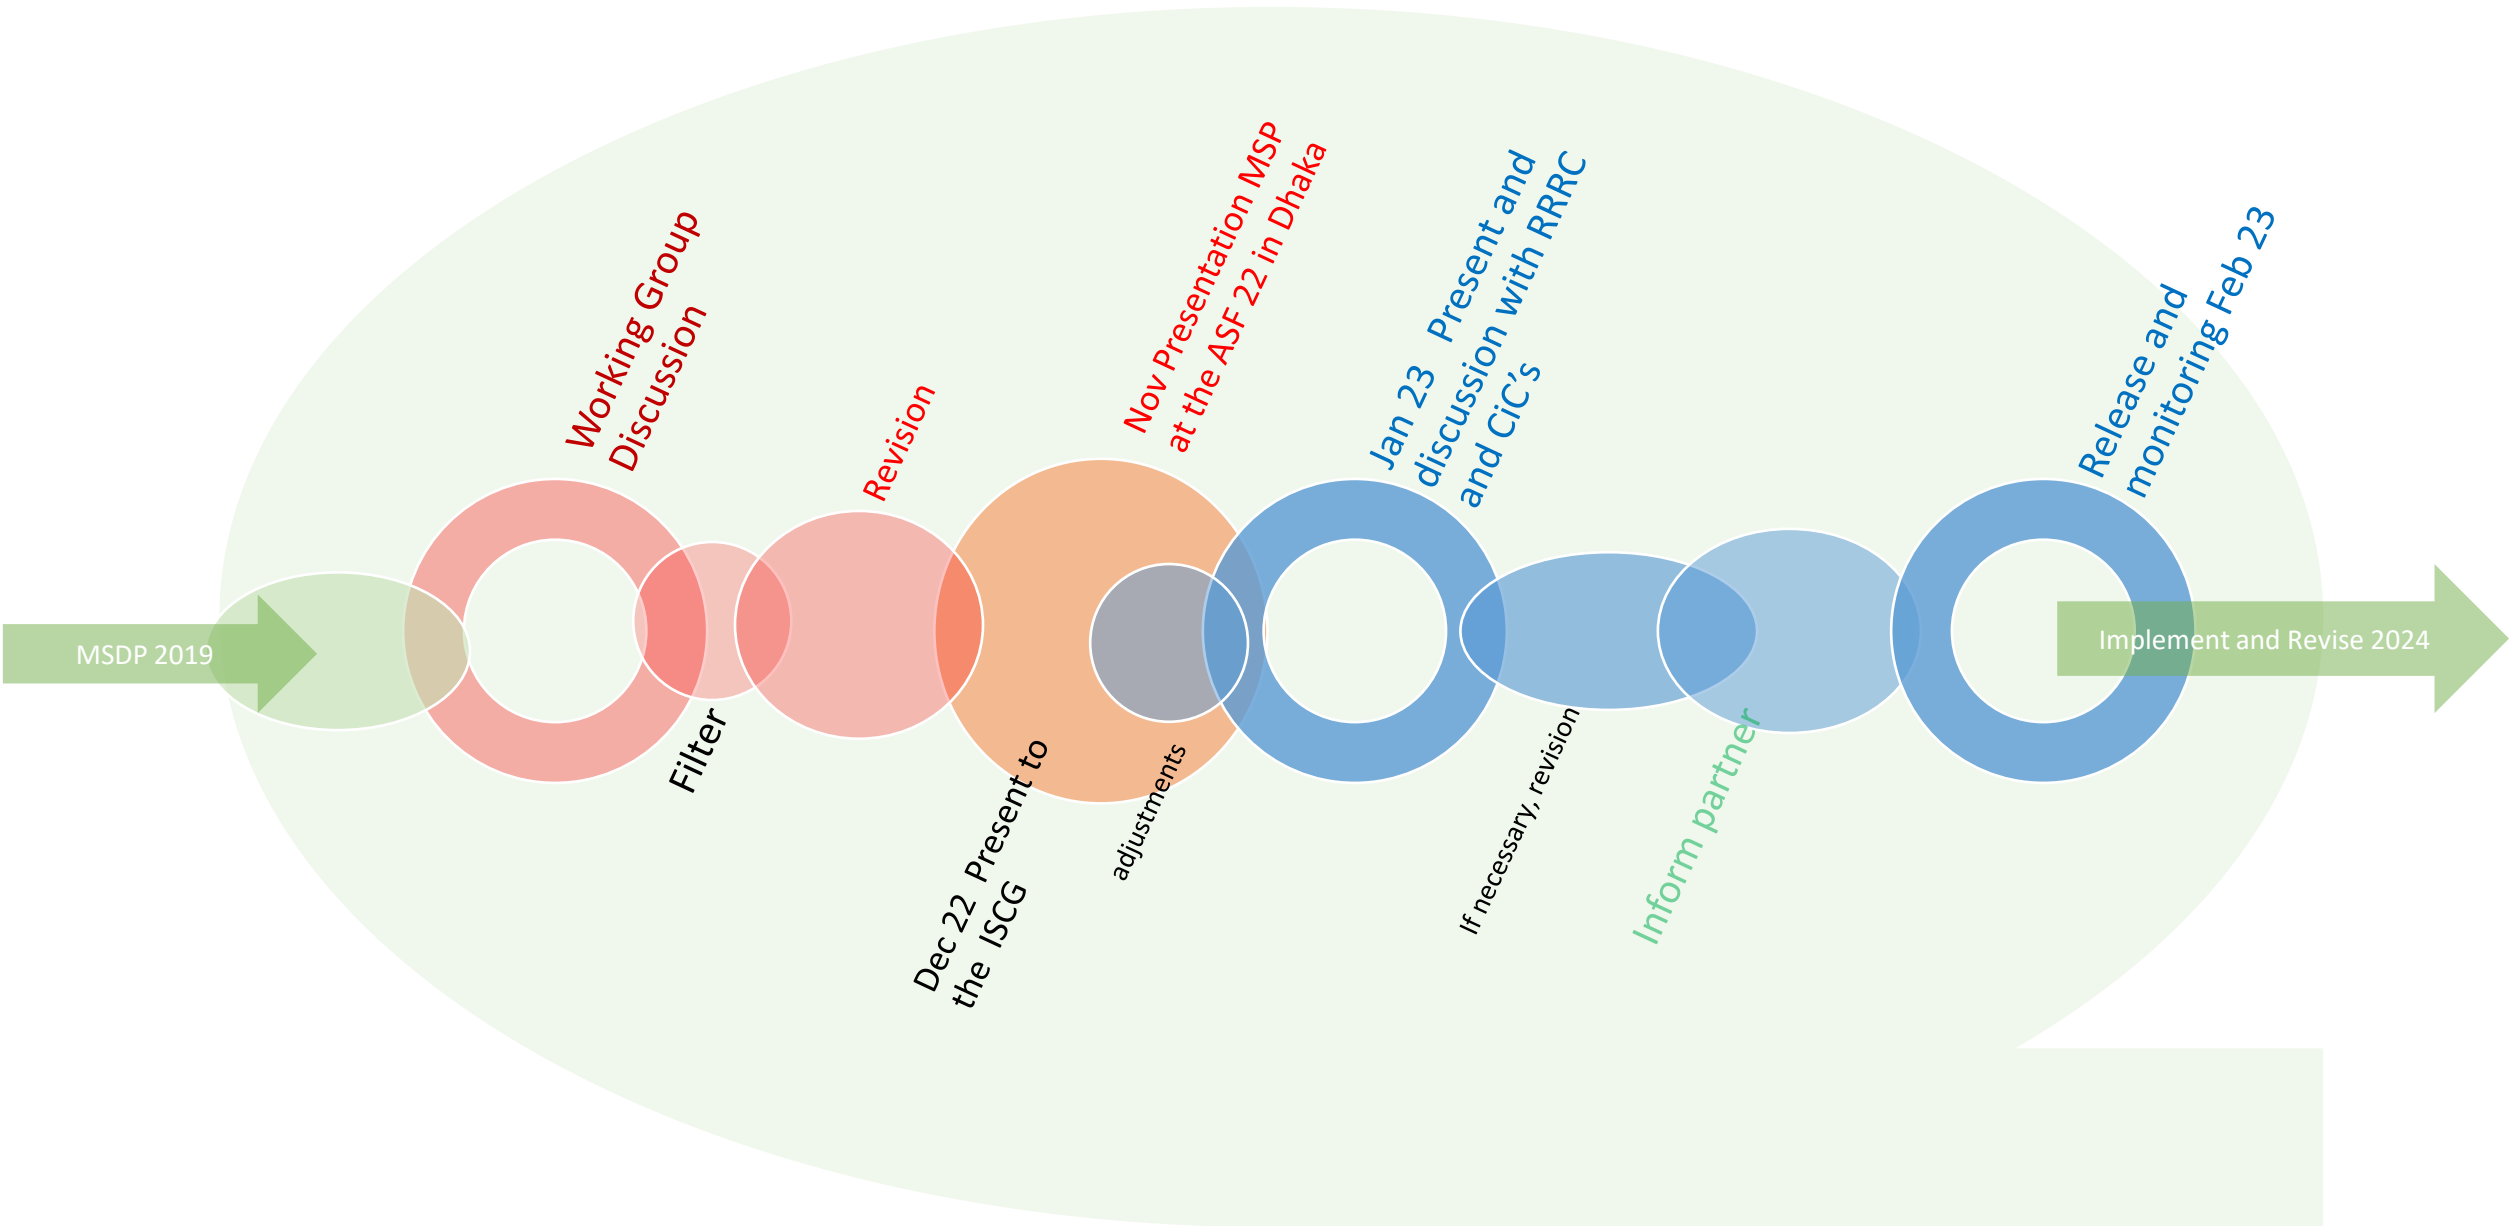 MSDP 2019
Working Group
Discussion
Filter
Revision
Dec 22 Present to
the ISCG
Nov Presentation MSP
at the ASF 22 in Dhaka
adjustments
Jan 23 Present and
discussion with RRRC
and CiC’s
If necessary, revision
Inform partner
Release and
monitoring Feb 23
Implement and Revise 2024